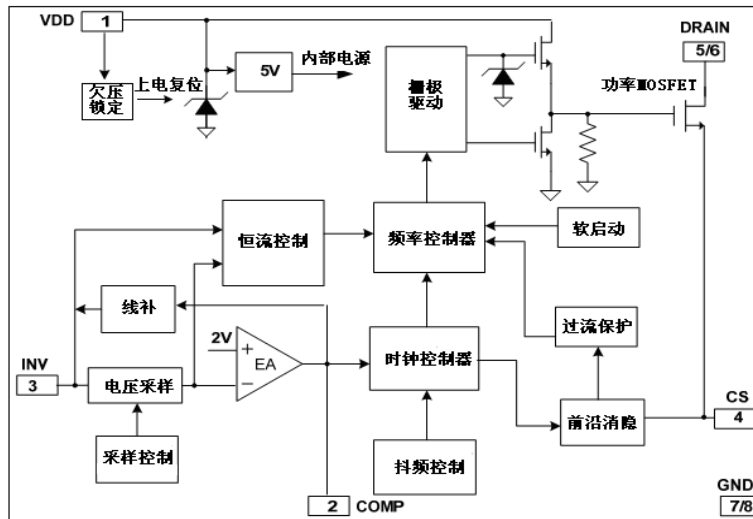 VDD
1
DRAIN
5/6
欠压
锁定
上电复位
5V
内部电源
栅极
驱动
功率MOSFET
恒流控制
频率控制器
软启动
线补
2V
+
EA
-
时钟控制器
过流保护
INV
3
电压采样
前沿消隐
CS
4
采样控制
抖频控制
2
COMP
GND
7/8